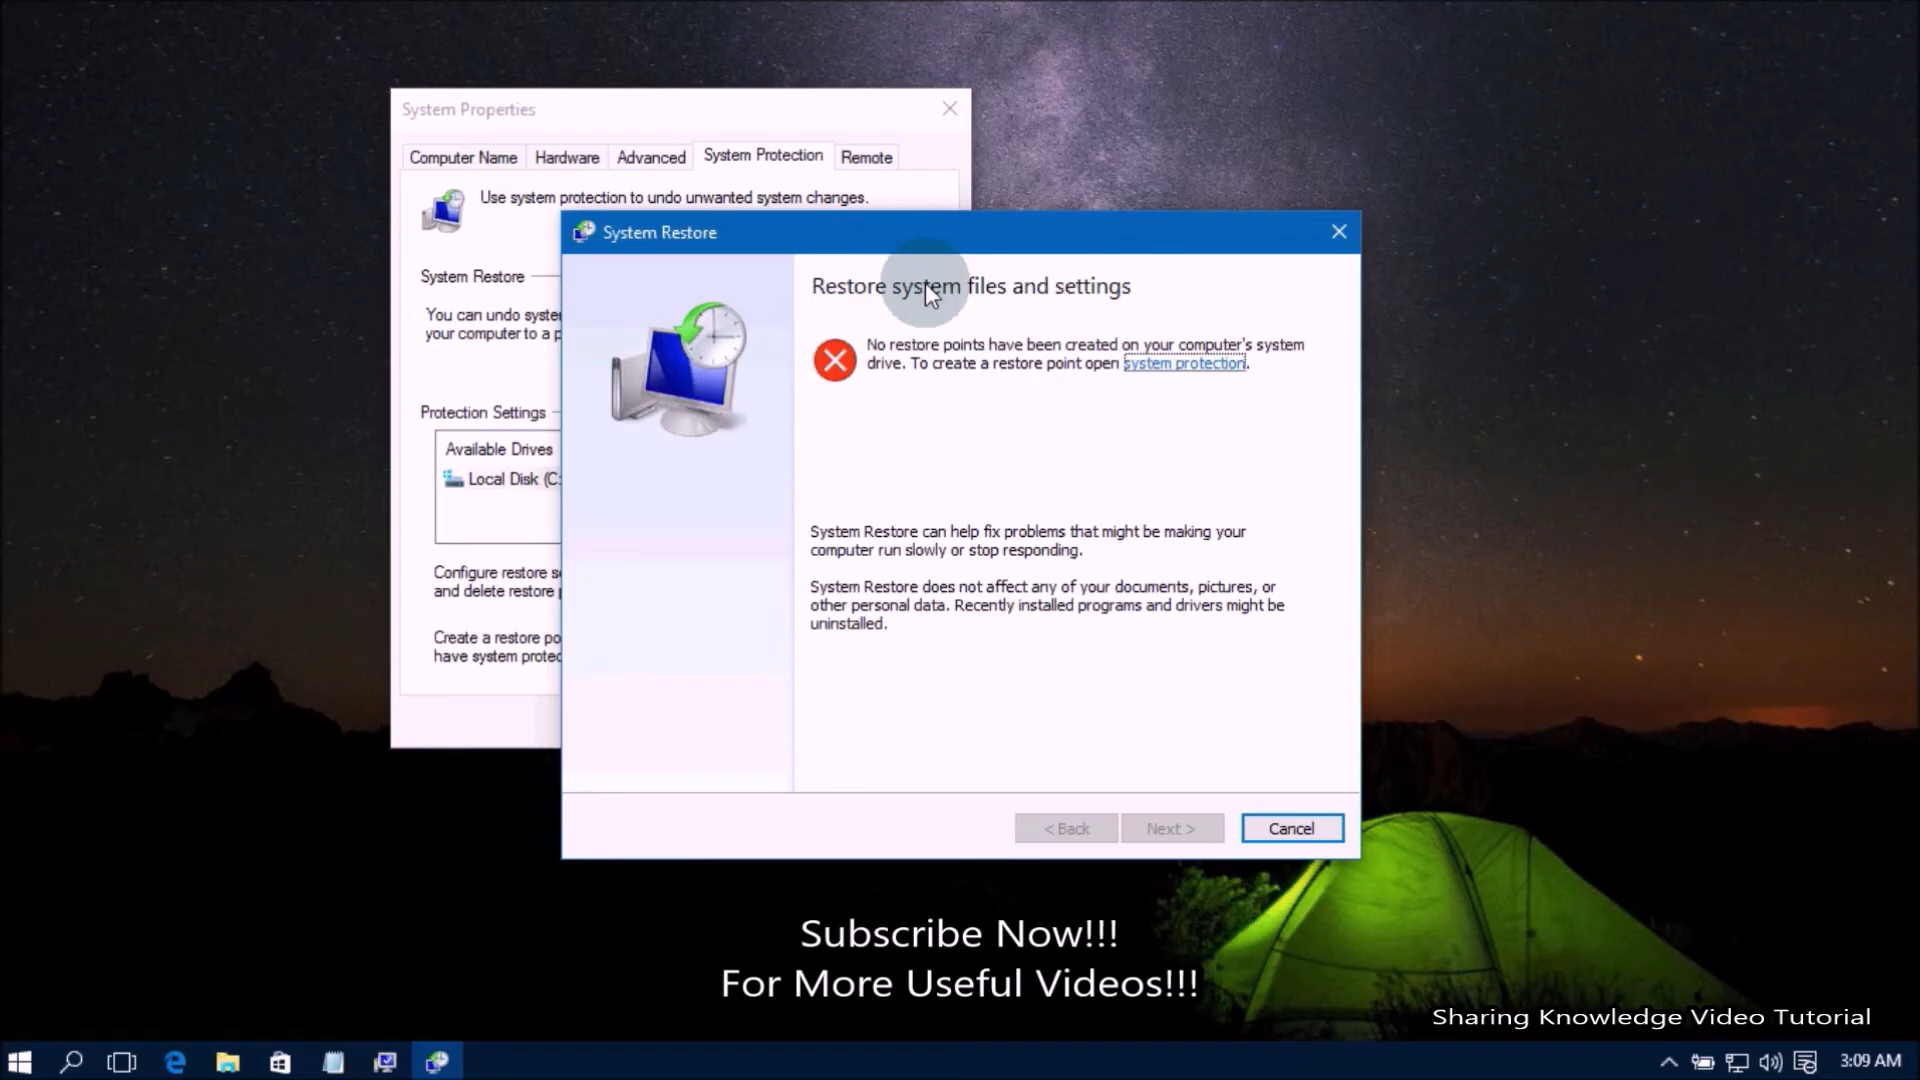 System Properties
Computer Name Hardware Advanced System Protection Remote
Use system protection to undo unwanted system changes.
System Restore
You can undo syste
your computer to a p
Protection Settings
Available Drives
Local Disk (C:
Configure restore s
and delete restore
Create a restore po
have system protec
System Restore
Restore system files and settings
No restore points have been created on your computer's system
drive. To create a restore point open system protection.
System Restore can help fix problems that might be making your
computer run slowly or stop responding.
System Restore does not affect any of your documents, pictures, or
other personal data. Recently installed programs and drivers might be
uninstalled.
< Back Next > Cancel
Subscribe Now!!!
For More Useful Videos!!!
Sharing Knowledge Video Tutorial
3:09 AM